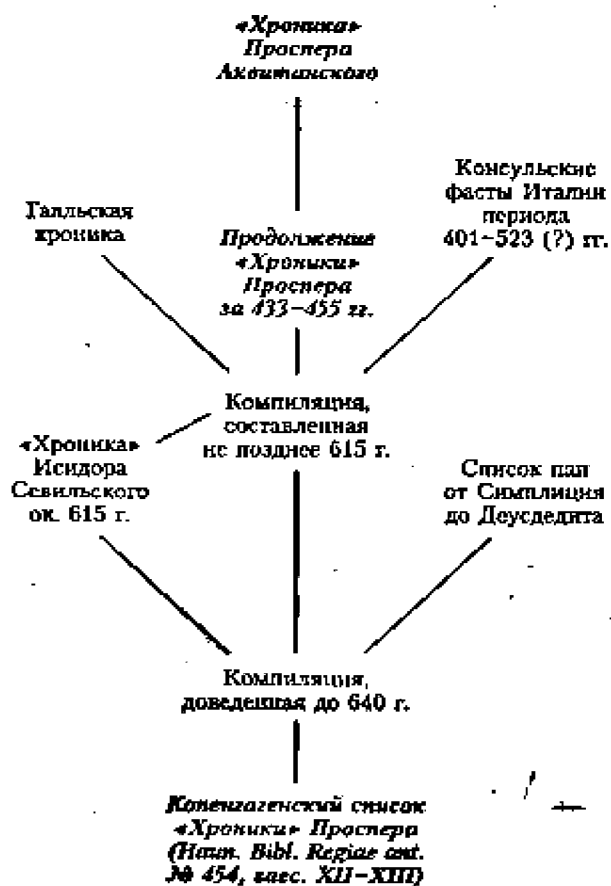 «Хроника»
Проспера
Аквитанского
Галльская
хроника
Продолжение
«Хроники»
Проспера
за 433–455 гг.
Консульские
фасты Италии
периода
401–523 (?) гг.
Компиляция,
составленная
не позднее 615 г.
«Хроника»
Исидора
Севильского
ок. 615 г.
Список пап
от Симплиция
до Деусдедита
Компиляция,
доведенная до 640 г.
Копенгагенский список
«Хроники» Проспера
(Haun. Bibl. Regiae ant.
№ 454, saec. XII–XIII)